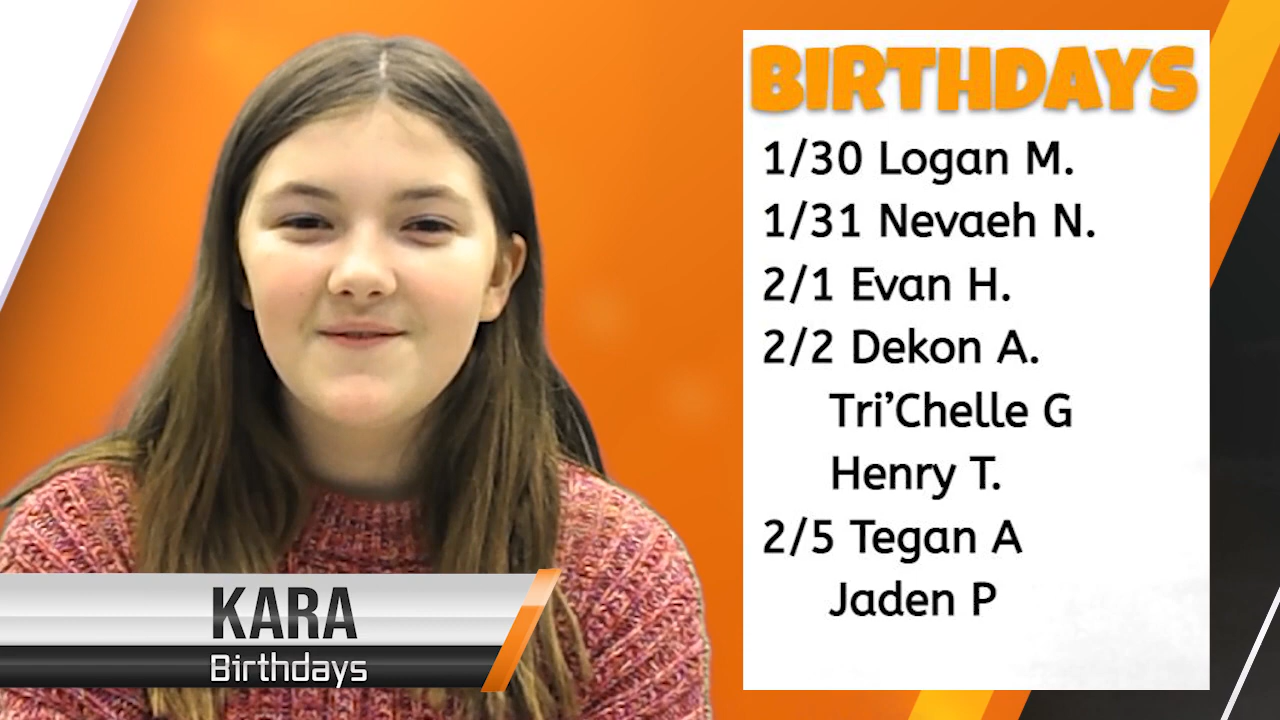 BIRTHDAYS
1/30 Logan M.
1/31 Nevaeh N.
2/1 Evan H.
2/2 Dekon A.
Tri’Chelle G
Henry T.
2/5 Tegan A
Jaden P
KARA
Birthdays